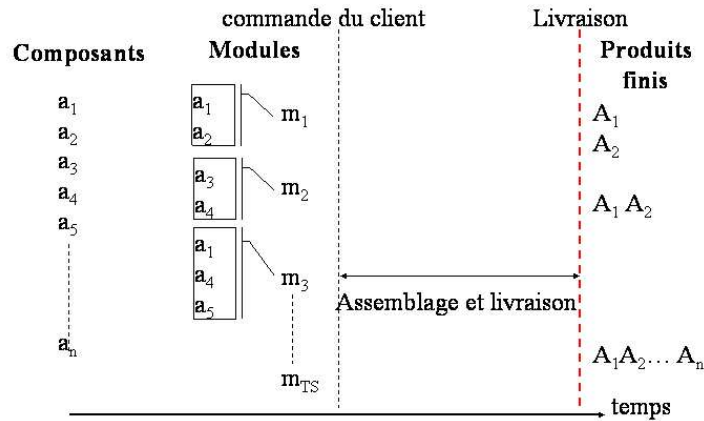 commande du client
Livraison
Composants
Modules
Produits
finis
a1
a2
a3
a4
a5
an
a1
a2
m1
a3
a4
m2
a1
a4
a5
m3
mTS
Assemblage et livraison
A1
A2
A1 A2
A1A2... An
temps